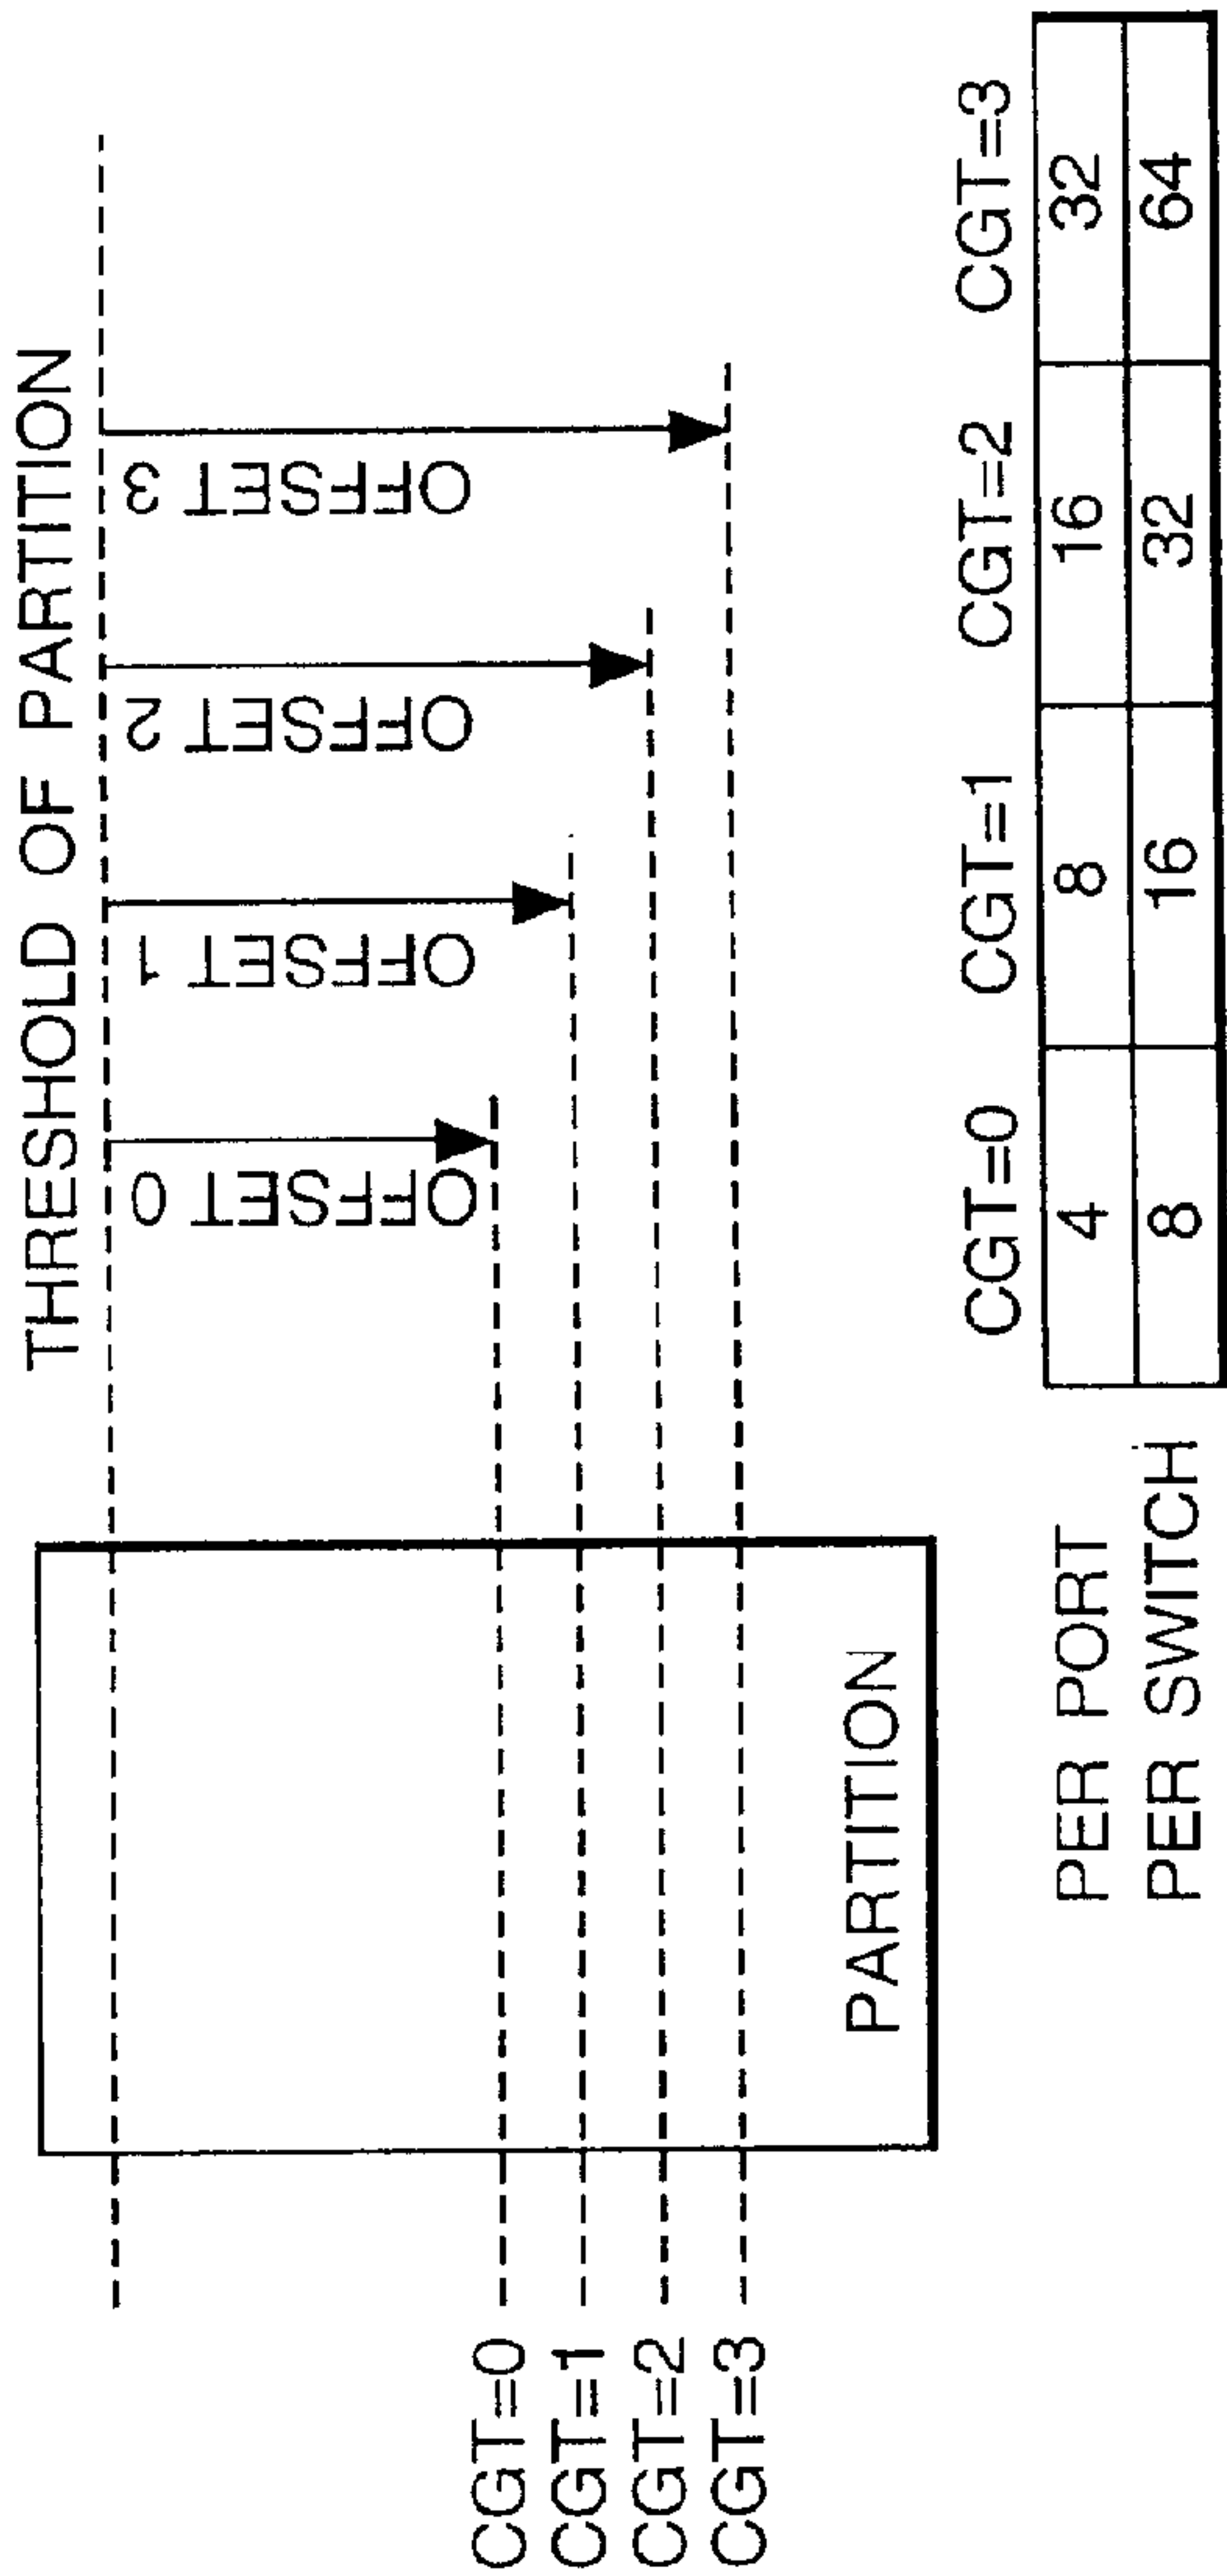 THRESHOLD OF PARTITION
OFFSET 0
OFFSET 1
OFFSET 2
OFFSET 3
CGT=0
CGT=1
CGT=2
CGT=3
PARTITION
CGT=0 CGT=1 CGT=2 CGT=3
PER PORT 4 8 16 32
PER SWITCH 8 16 32 64